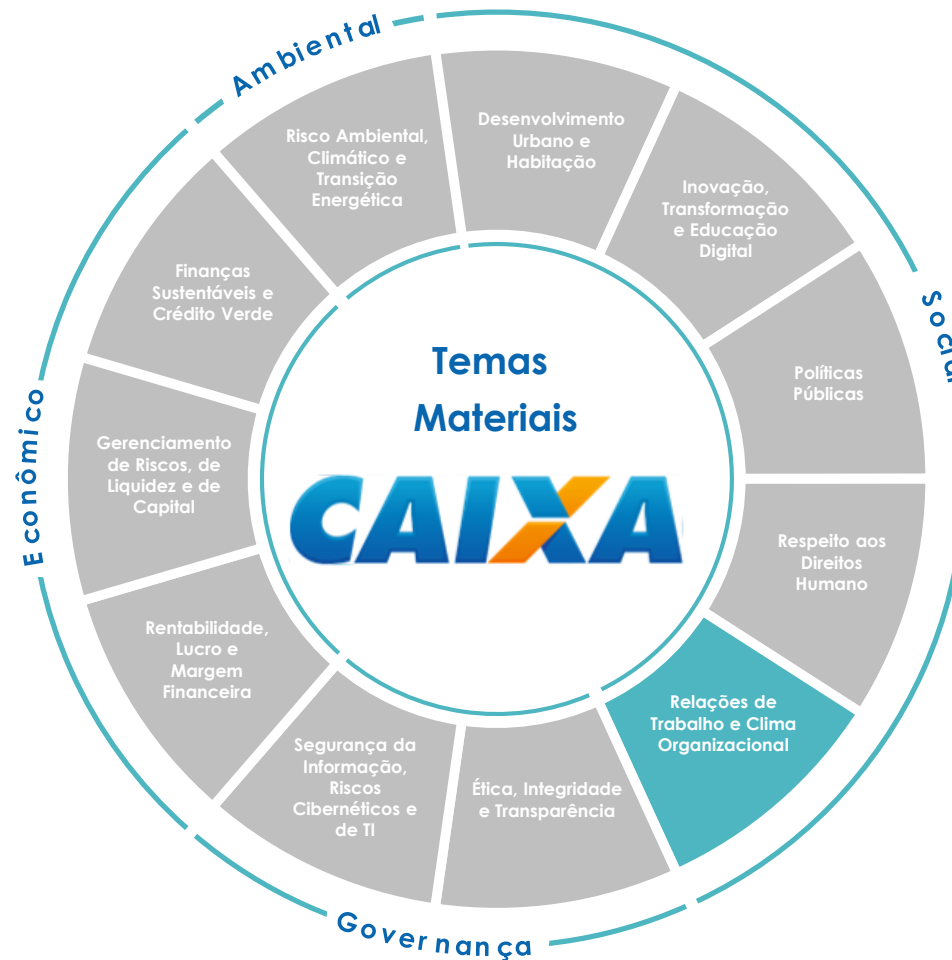 Ambiental
Desenvolvimento
Urbano e
Habitação
Risco Ambiental,
Climático e
Transição
Energética
Inovação,
Transformação
e Educação
Digital
Finanças
Sustentáveis e
Crédito Verde
Social
Temas
Materiais
CAIXA
Políticas
Públicas
Econômico
Gerenciamento
de Riscos, de
Liquidez e de
Capital
Respeito aos
Direitos
Humano
Rentabilidade,
Lucro e
Margem
Financeira
Relações de
Trabalho e Clima
Organizacional
Segurança da
Informação,
Riscos
Cibernéticos e
de TI
Ética, Integridade
e Transparência
Governança